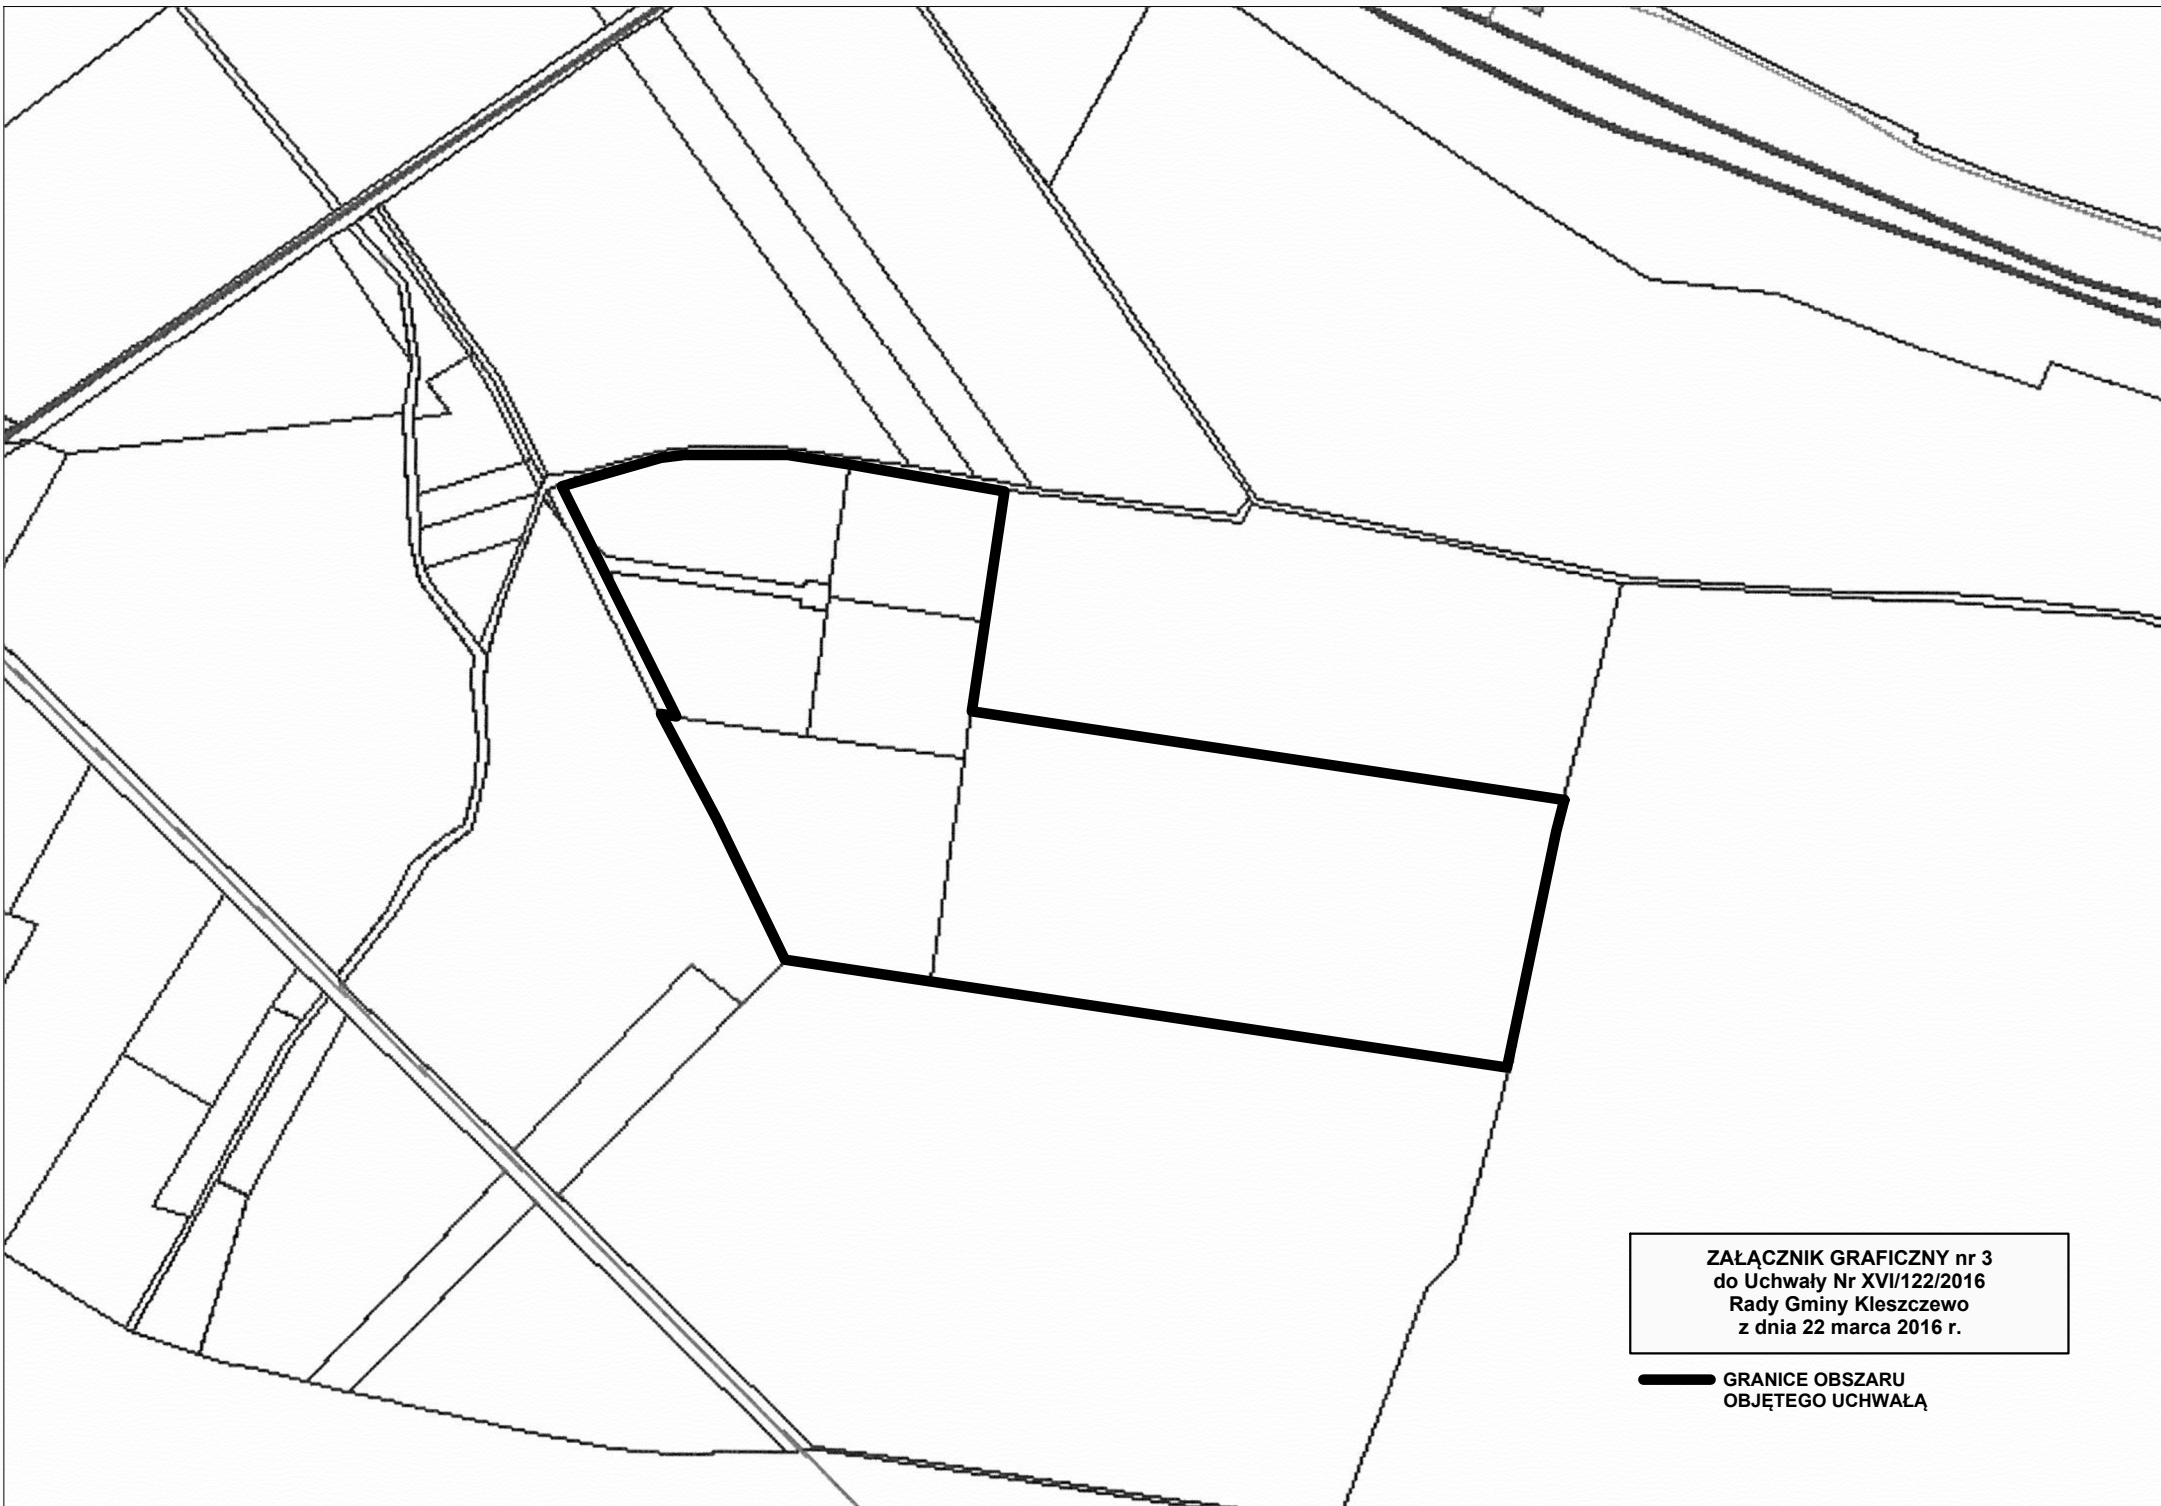 ZAŁĄCZNIK GRAFICZNY nr 3
do Uchwały Nr XVI/122/2016
Rady Gminy Kleszczewo
z dnia 22 marca 2016 r.
GRANICE OBSZARU
OBJĘTEGO UCHWAŁĄ